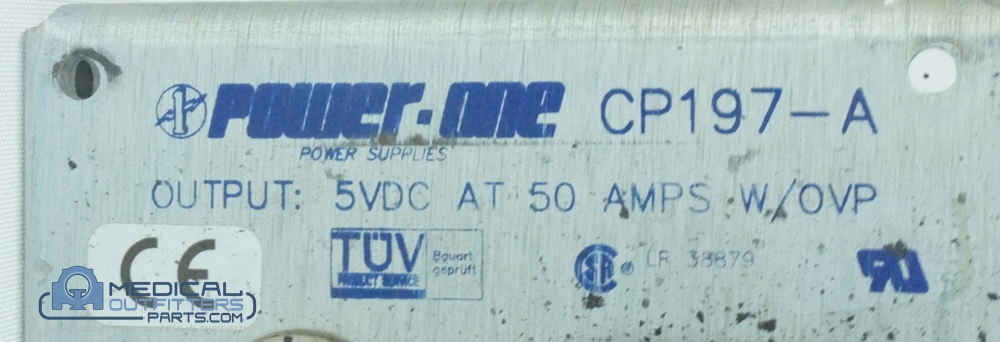 POWER-ONE CP197-A
POWER SUPPLIES
OUTPUT: 5VDC AT 50 AMPS W/OVP
CE
TÜV
PRODUCT SERVICE
Bauart
geprüft
LR 38879
MEDICAL
OUTFITTERS
PARTS.COM